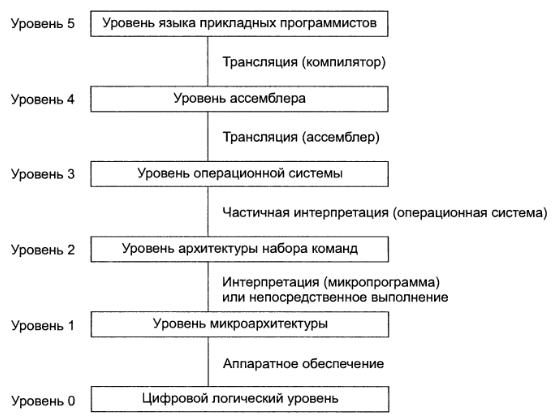 Уровень 5 Уровень языка прикладных программистов
Трансляция (компилятор)
Уровень 4 Уровень ассемблера
Трансляция (ассемблер)
Уровень 3 Уровень операционной системы
Частичная интерпретация (операционная система)
Уровень 2 Уровень архитектуры набора команд
Интерпретация (микропрограмма)
или непосредственное выполнение
Уровень 1 Уровень микроархитектуры
Аппаратное обеспечение
Уровень 0 Цифровой логический уровень